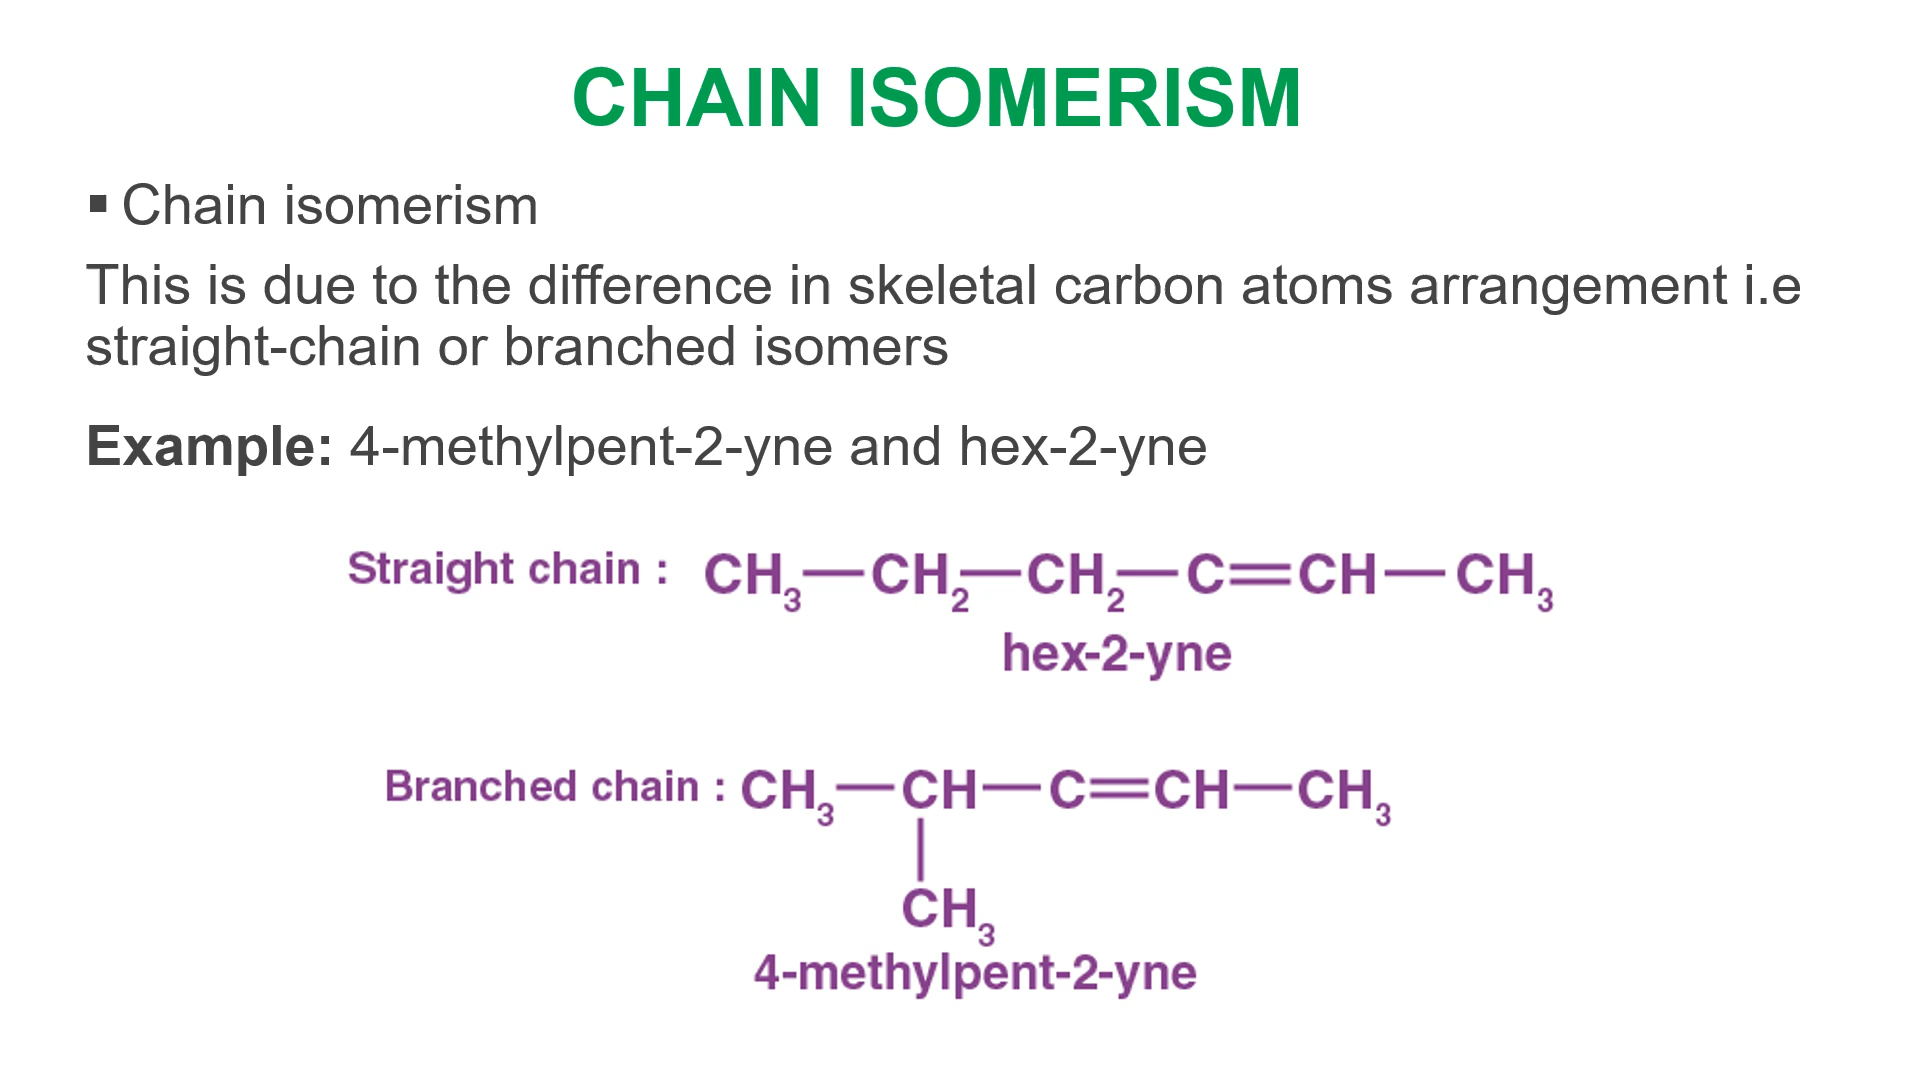 CHAIN ISOMERISM
▪ Chain isomerism
This is due to the difference in skeletal carbon atoms arrangement i.e
straight-chain or branched isomers
Example: 4-methylpent-2-yne and hex-2-yne
Straight chain : CH₃—CH₂—CH₂—C=CH—CH₃
hex-2-yne
Branched chain : CH₃—CH—C=CH—CH₃
|
CH₃
4-methylpent-2-yne